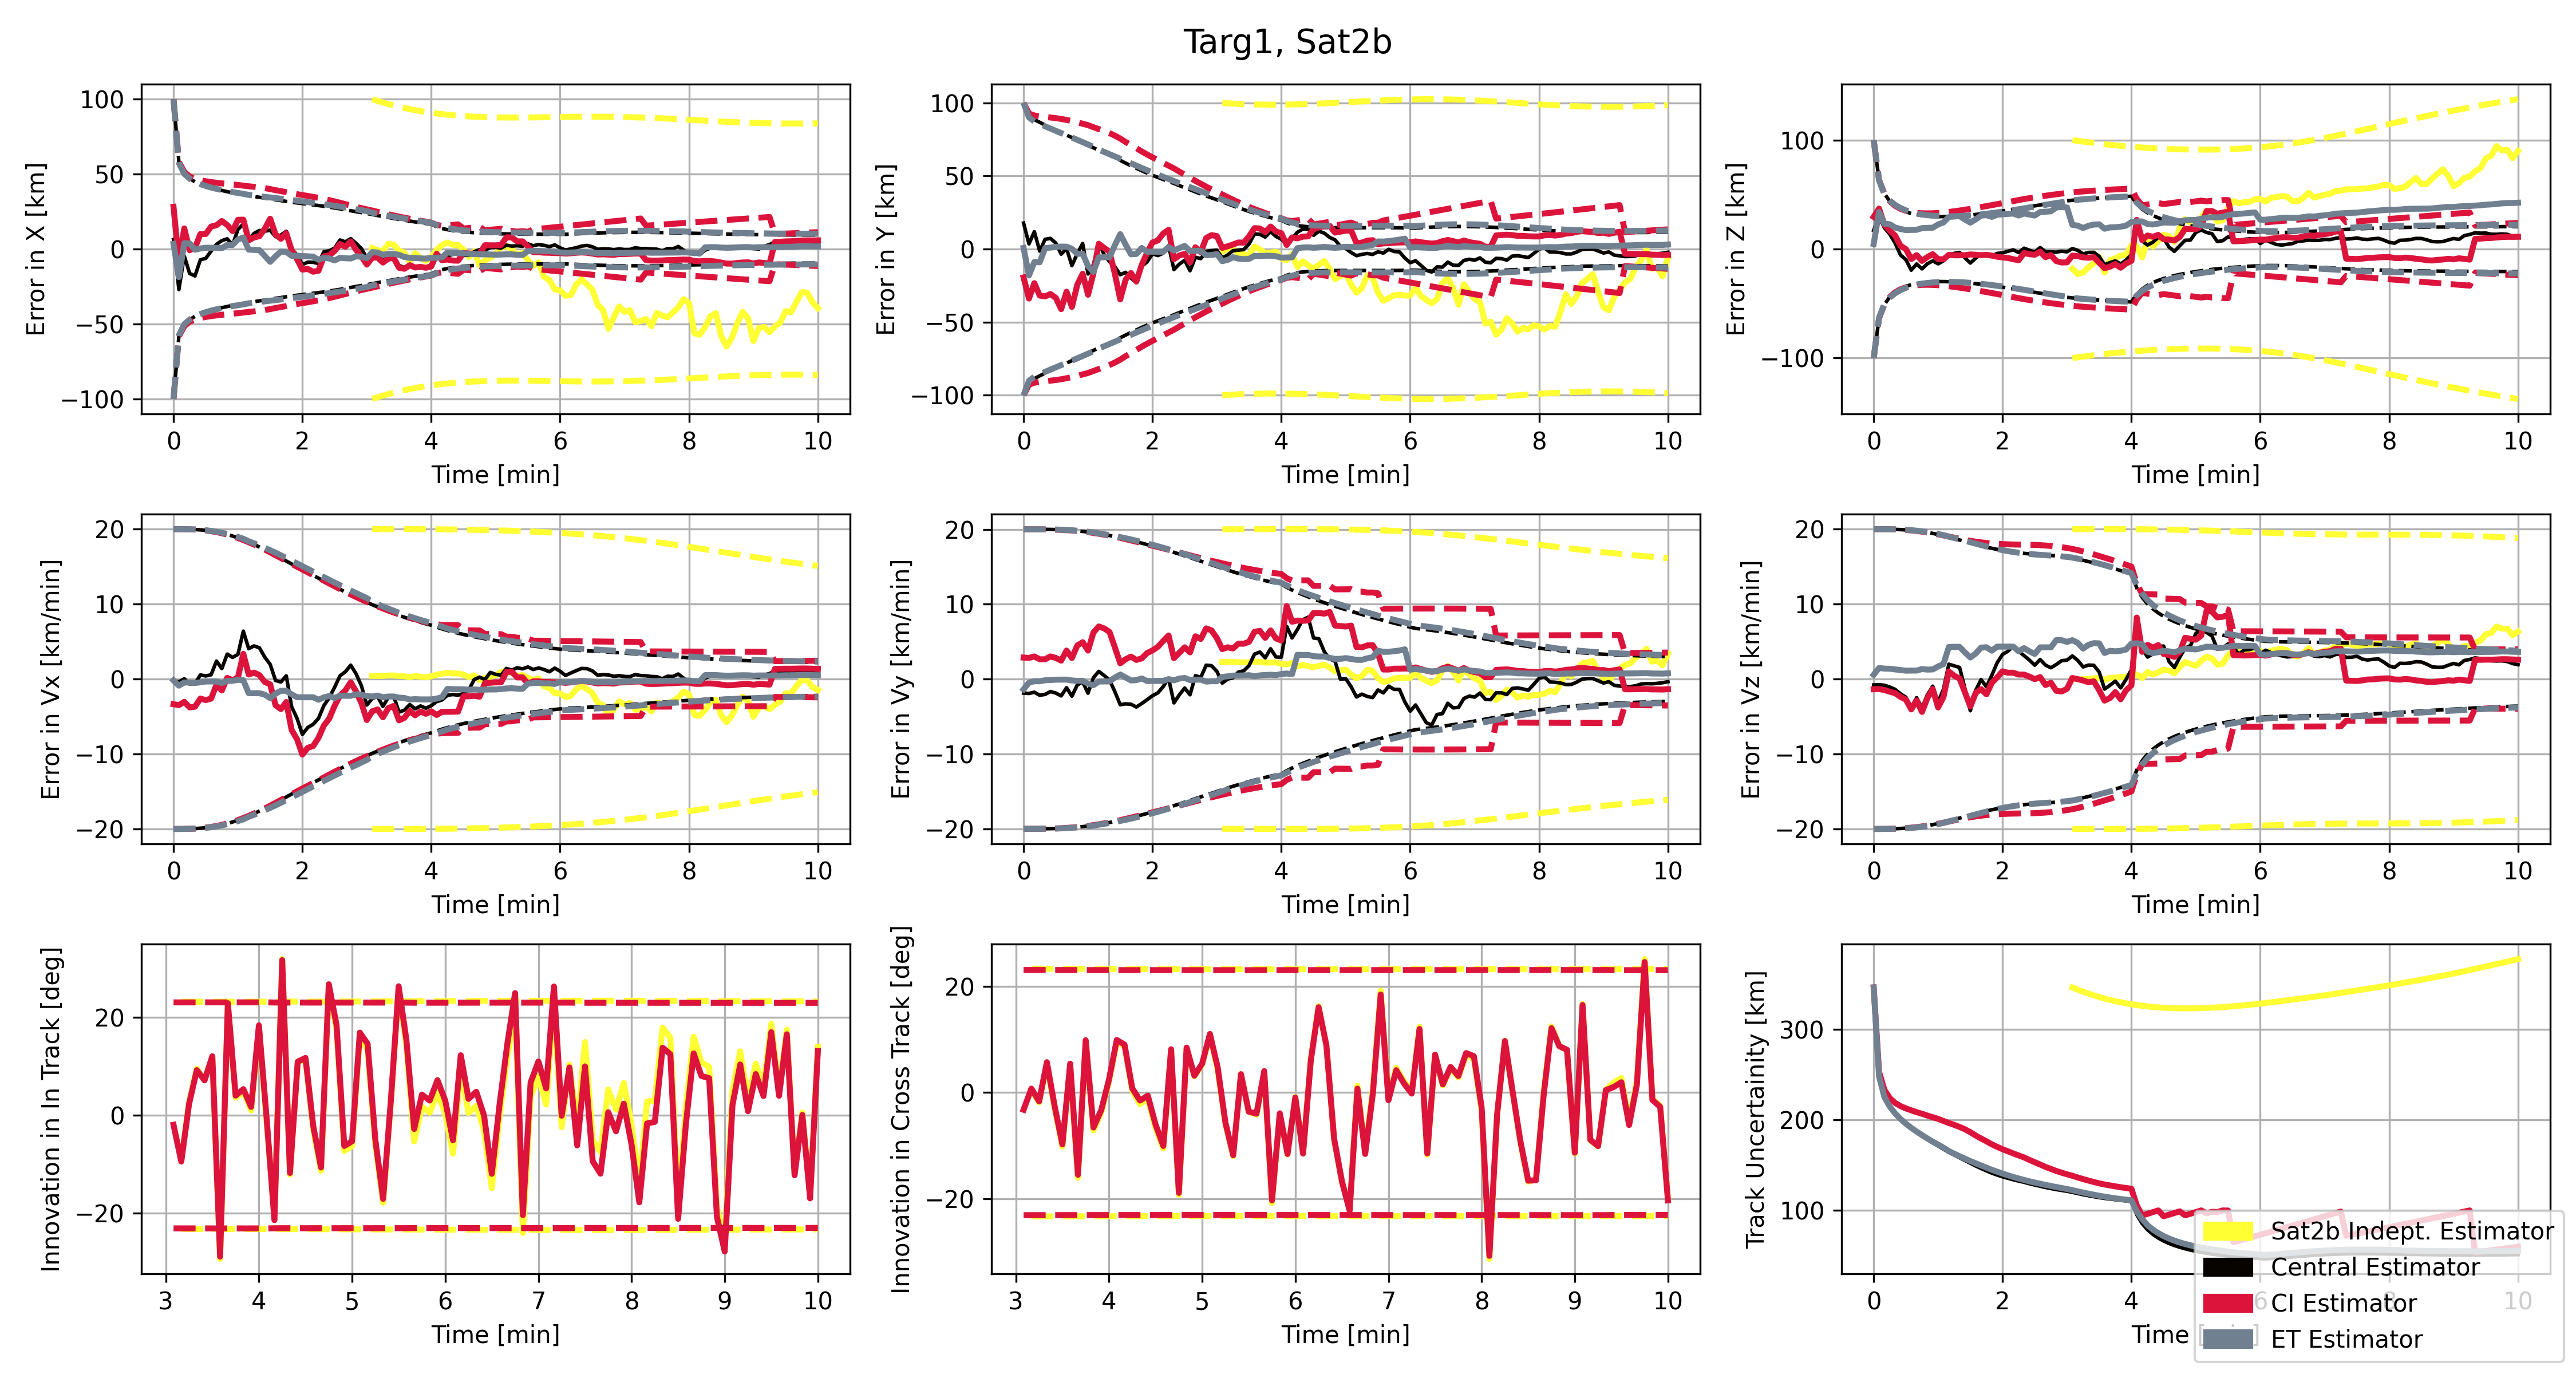 Targ1, Sat2b
100
50
0
−50
−100
Error in X [km]
0 2 4 6 8 10
Time [min]
100
50
0
−50
−100
Error in Y [km]
0 2 4 6 8 10
Time [min]
100
0
−100
Error in Z [km]
0 2 4 6 8 10
Time [min]
20
10
0
−10
−20
Error in Vx [km/min]
0 2 4 6 8 10
Time [min]
20
10
0
−10
−20
Error in Vy [km/min]
0 2 4 6 8 10
Time [min]
20
10
0
−10
−20
Error in Vz [km/min]
0 2 4 6 8 10
Time [min]
20
0
−20
Innovation in In Track [deg]
3 4 5 6 7 8 9 10
Time [min]
20
0
−20
Innovation in Cross Track [deg]
3 4 5 6 7 8 9 10
Time [min]
300
200
100
Track Uncertainity [km]
0 2 4 6 8 10
Time [min]
Sat2b Indept. Estimator
Central Estimator
CI Estimator
ET Estimator